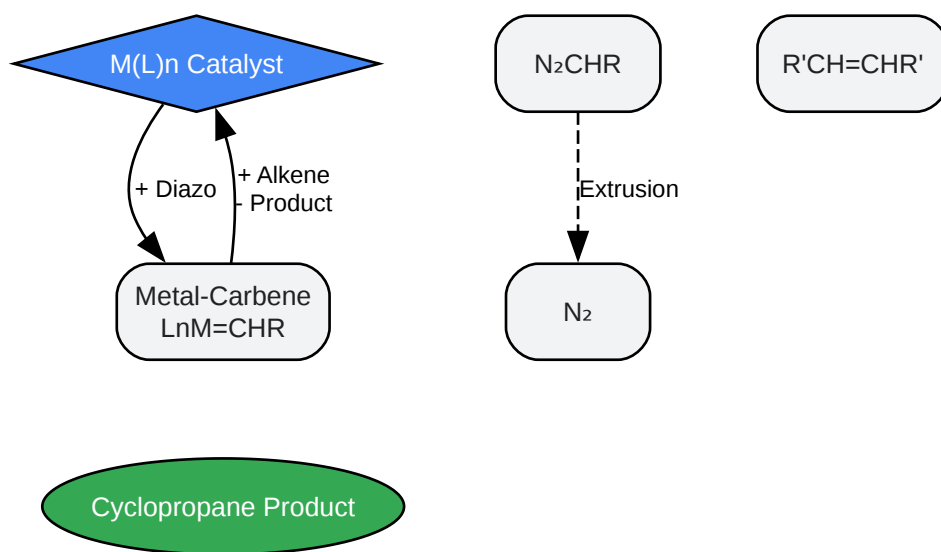 M(L)n Catalyst
N₂CHR
R'CH=CHR'
+ Diazo
+ Alkene
- Product
Extrusion
Metal-Carbene
LnM=CHR
N₂
Cyclopropane Product